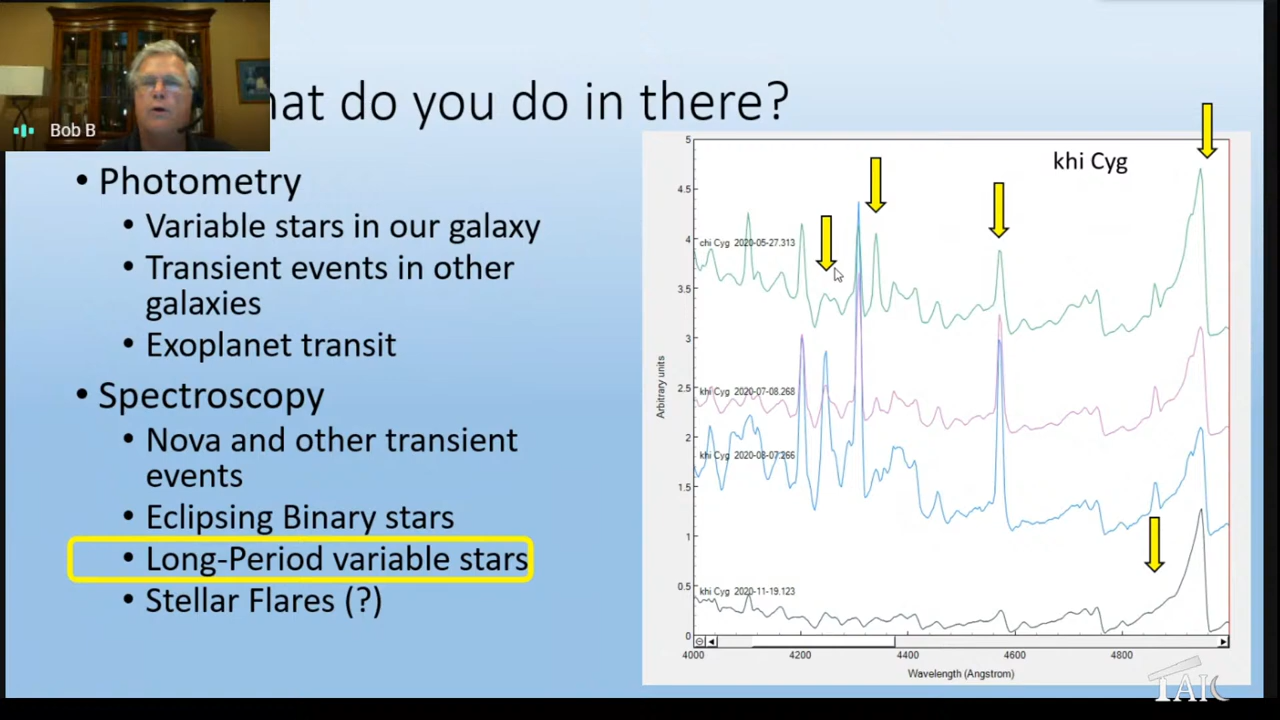 Bob B
hat do you do in there?
• Photometry
• Variable stars in our galaxy
• Transient events in other
galaxies
• Exoplanet transit
• Spectroscopy
• Nova and other transient
events
• Eclipsing Binary stars
• Long-Period variable stars
• Stellar Flares (?)
khi Cyg
5
4.5
4
3.5
3
2.5
2
1.5
1
0.5
0
Arbitrary units
chi Cyg 2020-05-27.313
khi Cyg 2020-07-08.268
khi Cyg 2020-08-07.266
khi Cyg 2020-11-19.123
4000 4200 4400 4600 4800
Wavelength (Angstrom)
TAIC